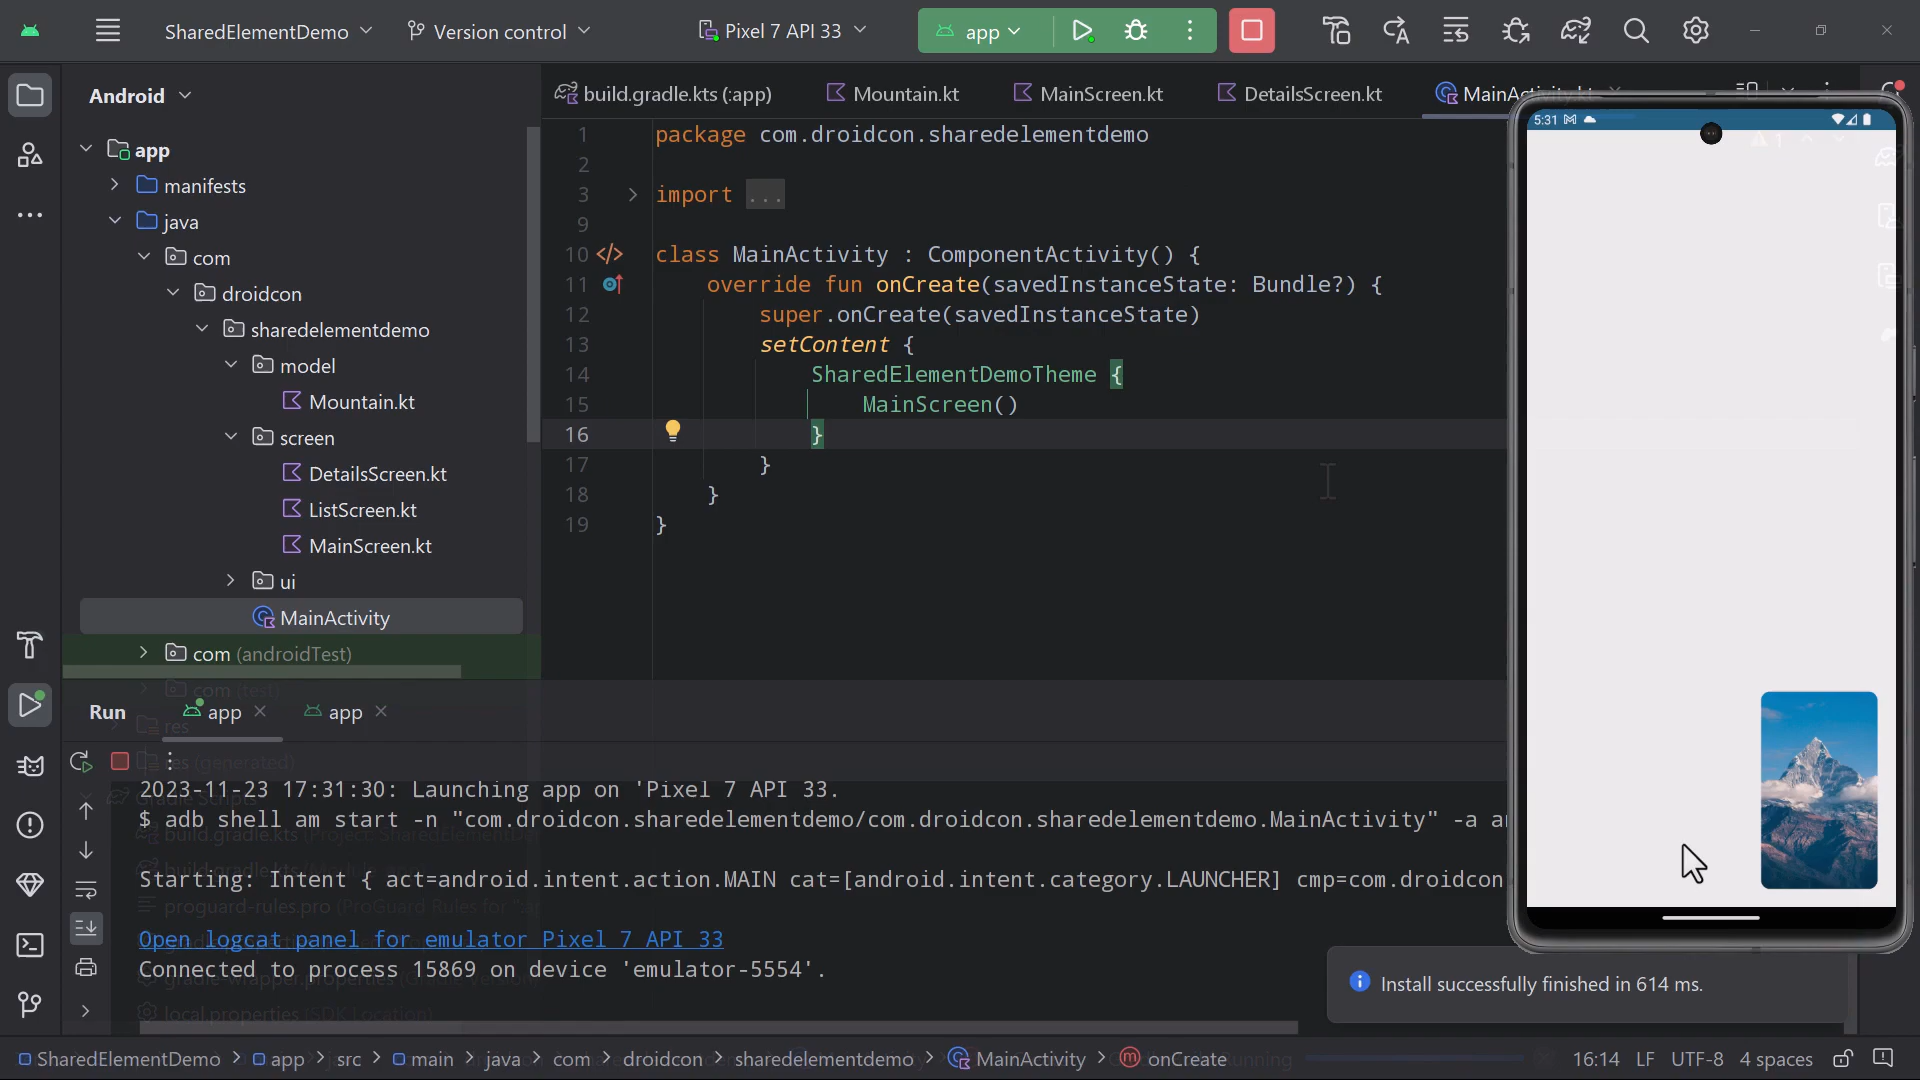 SharedElementDemo
Version control
Pixel 7 API 33
app
Android
app
manifests
java
com
droidcon
sharedelementdemo
model
Mountain.kt
screen
DetailsScreen.kt
ListScreen.kt
MainScreen.kt
ui
MainActivity
com (androidTest)
com (test)
res
res (generated)
build.gradle.kts (:app)
Mountain.kt
MainScreen.kt
DetailsScreen.kt
MainActivity.kt
1 package com.droidcon.sharedelementdemo
2
3 import ...
9
10 class MainActivity : ComponentActivity() {
11 override fun onCreate(savedInstanceState: Bundle?) {
12 super.onCreate(savedInstanceState)
13 setContent {
14 SharedElementDemoTheme {
15 MainScreen()
16 }
17 }
18 }
19 }
5:31
Run
app
app
2023-11-23 17:31:30: Launching app on 'Pixel 7 API 33.
$ adb shell am start -n "com.droidcon.sharedelementdemo/com.droidcon.sharedelementdemo.MainActivity" -a
Starting: Intent { act=android.intent.action.MAIN cat=[android.intent.category.LAUNCHER] cmp=com.droidcon
Open logcat panel for emulator Pixel 7 API 33
Connected to process 15869 on device 'emulator-5554'.
Install successfully finished in 614 ms.
SharedElementDemo > app > src > main > java > com > droidcon > sharedelementdemo > MainActivity > onCreate
16:14 LF UTF-8 4 spaces